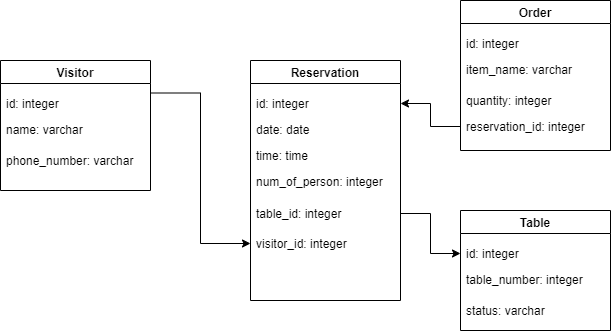 Visitor
id: integer
name: varchar
phone_number: varchar
Reservation
id: integer
date: date
time: time
num_of_person: integer
table_id: integer
visitor_id: integer
Order
id: integer
item_name: varchar
quantity: integer
reservation_id: integer
Table
id: integer
table_number: integer
status: varchar